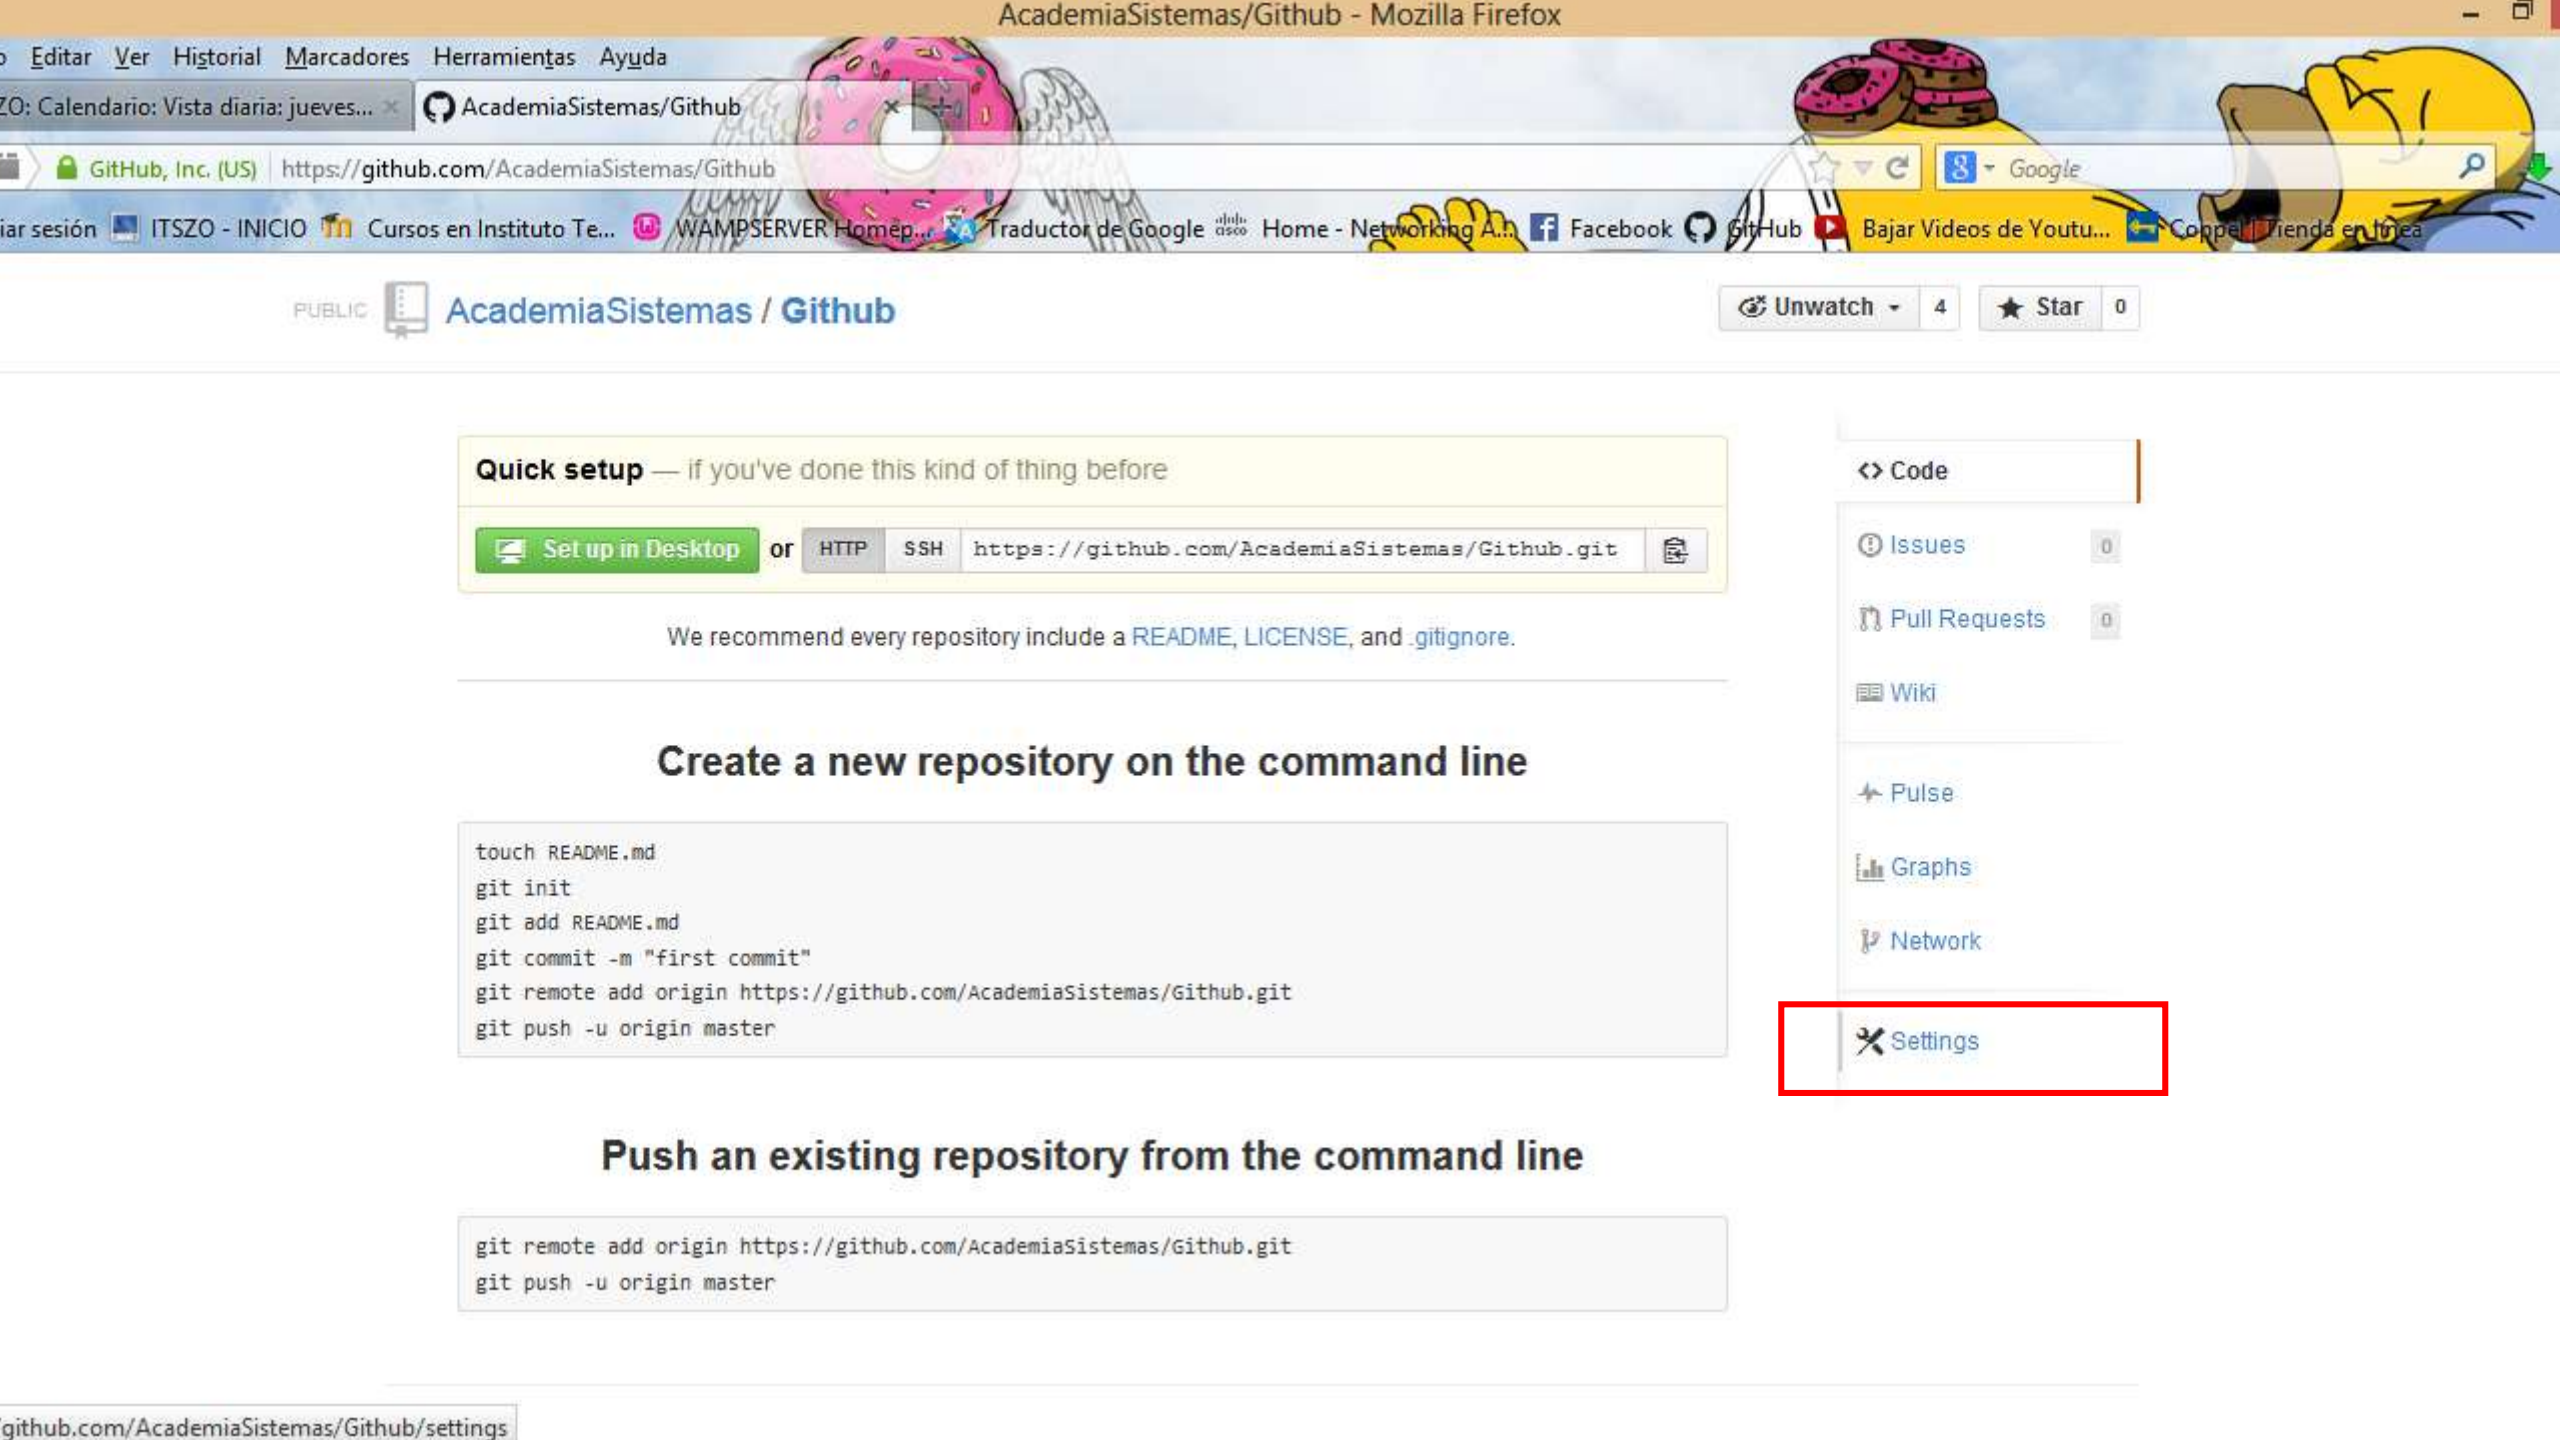 AcademiaSistemas/Github - Mozilla Firefox
Editar Ver Historial Marcadores Herramientas Ayuda
ZO: Calendario: Vista diaria: jueves... AcademiaSistemas/Github
GitHub, Inc. (US) https://github.com/AcademiaSistemas/Github Google
iar sesión ITSZO - INICIO Cursos en Instituto Te... WAMPSERVER Homep... Traductor de Google Home - Networking A... Facebook GitHub Bajar Videos de Youtu... Coppel | Tienda en línea
PUBLIC AcademiaSistemas / Github Unwatch 4 Star 0
Quick setup — if you've done this kind of thing before
Set up in Desktop or HTTP SSH https://github.com/AcademiaSistemas/Github.git
We recommend every repository include a README, LICENSE, and .gitignore.
Create a new repository on the command line
touch README.md
git init
git add README.md
git commit -m "first commit"
git remote add origin https://github.com/AcademiaSistemas/Github.git
git push -u origin master
Push an existing repository from the command line
git remote add origin https://github.com/AcademiaSistemas/Github.git
git push -u origin master
Code
Issues 0
Pull Requests 0
Wiki
Pulse
Graphs
Network
Settings
github.com/AcademiaSistemas/Github/settings